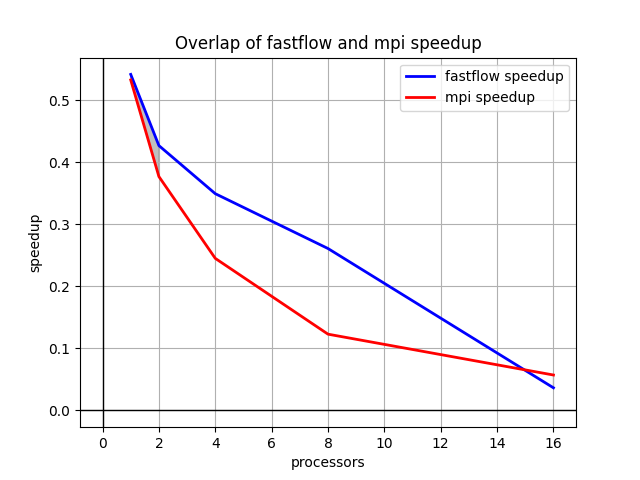 Overlap of fastflow and mpi speedup
fastflow speedup
mpi speedup
0.5
0.4
0.3
0.2
0.1
0.0
speedup
0 2 4 6 8 10 12 14 16
processors